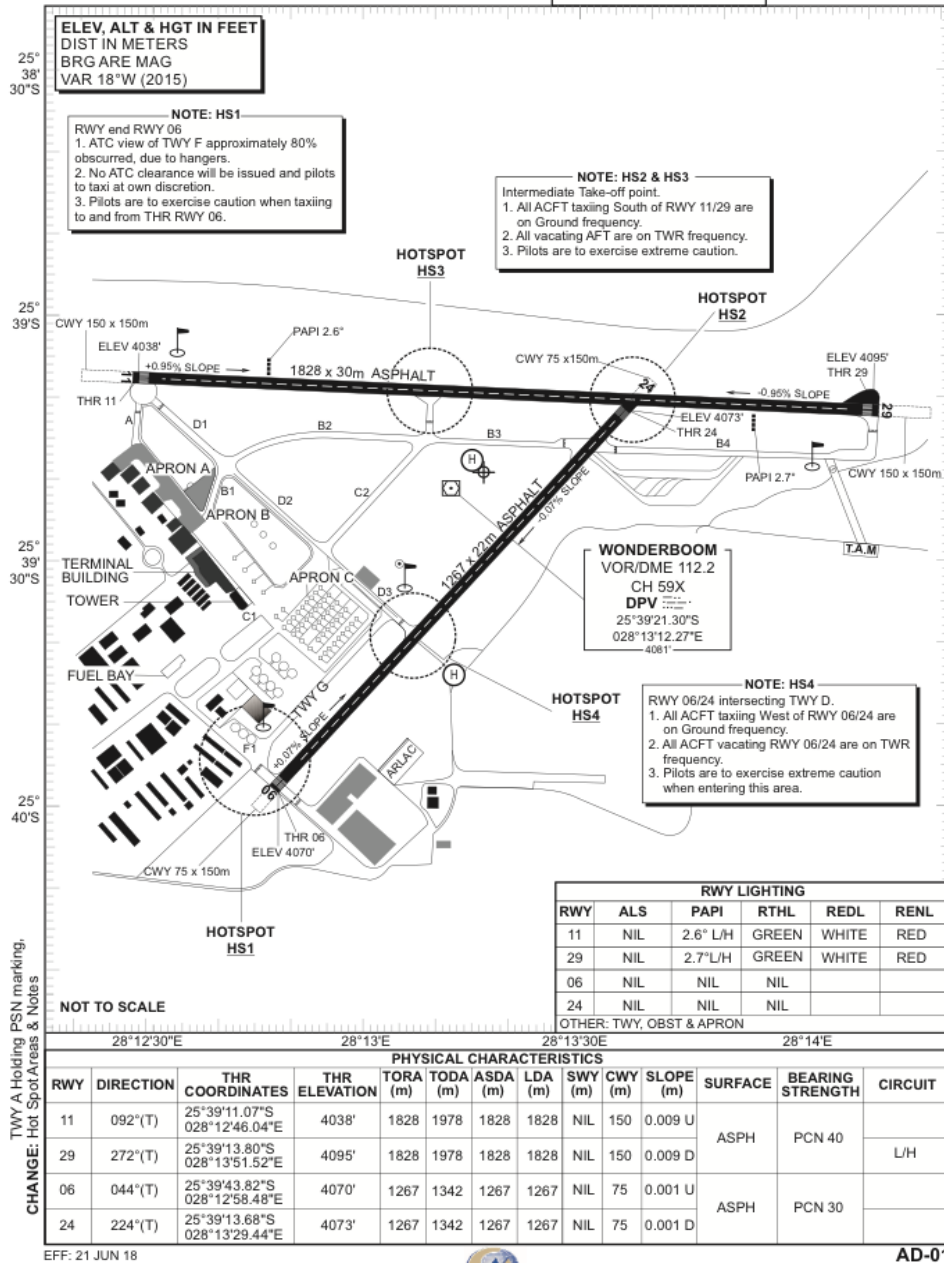 ELEV, ALT & HGT IN FEET
DIST IN METERS
BRG ARE MAG
VAR 18°W (2015)
25°
38'
30"S
NOTE: HS1
RWY end RWY 06
1. ATC view of TWY F approximately 80%
obscurred, due to hangers.
2. No ATC clearance will be issued and pilots
to taxi at own discretion.
3. Pilots are to exercise caution when taxiing
to and from THR RWY 06.
NOTE: HS2 & HS3
Intermediate Take-off point.
1. All ACFT taxiing South of RWY 11/29 are
on Ground frequency.
2. All vacating AFT are on TWR frequency.
3. Pilots are to exercise extreme caution.
HOTSPOT
HS3
HOTSPOT
HS2
25°
39'S
CWY 150 x 150m
ELEV 4038'
PAPI 2.6°
+0.95% SLOPE
1828 x 30m ASPHALT
CWY 75 x150m
24
ELEV 4095'
THR 29
-0.95% SLOPE
11
29
THR 11
ELEV 4073'
THR 24
A
D1
B2
B3
B4
H
PAPI 2.7°
CWY 150 x 150m
APRON A
B1
D2
C2
APRON B
1267 x 22m ASPHALT
-0.07% SLOPE
25°
39'
30"S
TERMINAL
BUILDING
TOWER
APRON C
D3
C1
T.A.M
WONDERBOOM
VOR/DME 112.2
CH 59X
DPV
25°39'21.30"S
028°13'12.27"E
4081'
FUEL BAY
TWY G
H
HOTSPOT
HS4
NOTE: HS4
RWY 06/24 intersecting TWY D.
1. All ACFT taxiing West of RWY 06/24 are
on Ground frequency.
2. All ACFT vacating RWY 06/24 are on TWR
frequency.
3. Pilots are to exercise extreme caution
when entering this area.
F1
+0.07% SLOPE
ARLAC
06
25°
40'S
THR 06
ELEV 4070'
CWY 75 x 150m
HOTSPOT
HS1
NOT TO SCALE
RWY LIGHTING
RWY ALS PAPI RTHL REDL RENL
11 NIL 2.6° L/H GREEN WHITE RED
29 NIL 2.7°L/H GREEN WHITE RED
06 NIL NIL NIL
24 NIL NIL NIL
OTHER: TWY, OBST & APRON
28°12'30"E 28°13'E 28°13'30"E 28°14'E
PHYSICAL CHARACTERISTICS
RWY DIRECTION THR COORDINATES THR ELEVATION TORA (m) TODA (m) ASDA (m) LDA (m) SWY (m) CWY (m) SLOPE (m) SURFACE BEARING STRENGTH CIRCUIT
11 092°(T) 25°39'11.07"S 028°12'46.04"E 4038' 1828 1978 1828 1828 NIL 150 0.009 U ASPH PCN 40
29 272°(T) 25°39'13.80"S 028°13'51.52"E 4095' 1828 1978 1828 1828 NIL 150 0.009 D L/H
06 044°(T) 25°39'43.82"S 028°12'58.48"E 4070' 1267 1342 1267 1267 NIL 75 0.001 U ASPH PCN 30
24 224°(T) 25°39'13.68"S 028°13'29.44"E 4073' 1267 1342 1267 1267 NIL 75 0.001 D
TWY A Holding PSN marking,
CHANGE: Hot Spot Areas & Notes
EFF: 21 JUN 18
AD-01